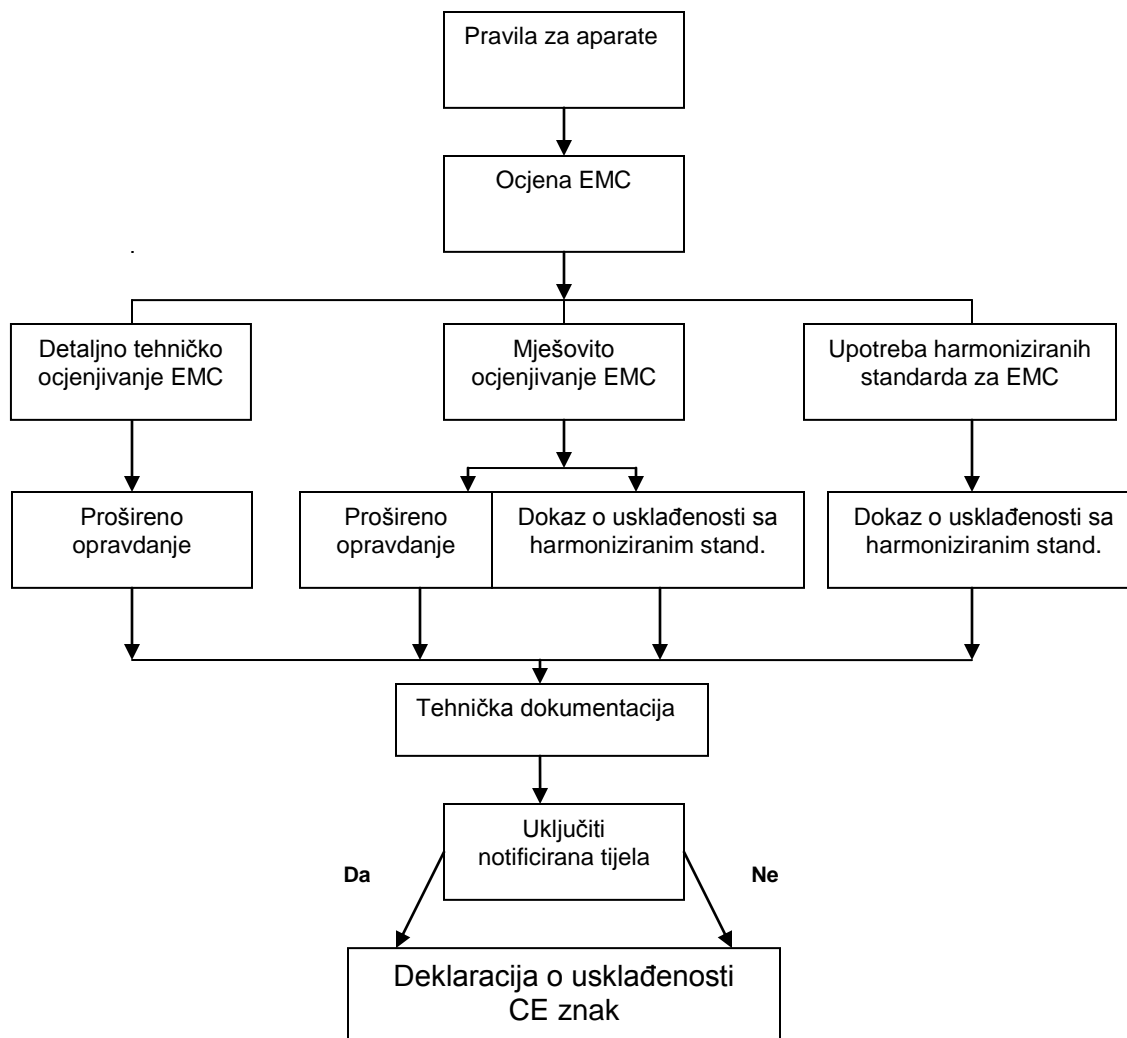 Pravila za aparate
Ocjena EMC
Detaljno tehničko
ocjenjivanje EMC
Mješovito
ocjenjivanje EMC
Upotreba harmoniziranih
standarda za EMC
Prošireno
opravdanje
Prošireno
opravdanje
Dokaz o usklađenosti sa
harmoniziranim stand.
Dokaz o usklađenosti sa
harmoniziranim stand.
Tehnička dokumentacija
Uključiti
notificirana tijela
Da
Ne
Deklaracija o usklađenosti
CE znak